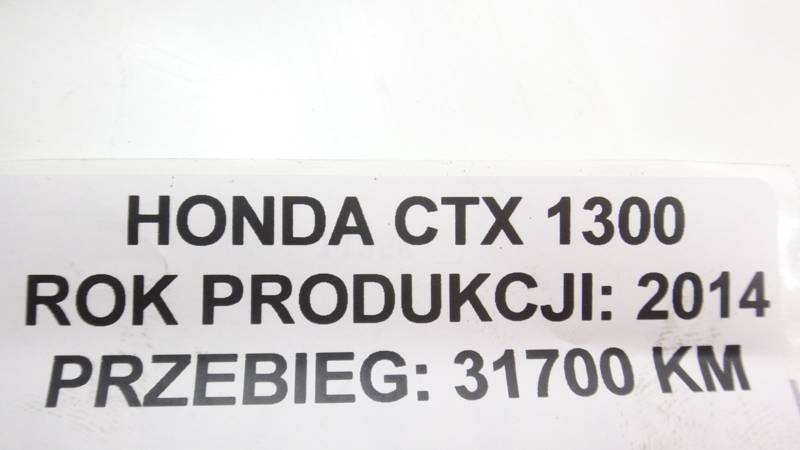 HONDA CTX 1300
ROK PRODUKCJI: 2014
PRZEBIEG: 31700 KM